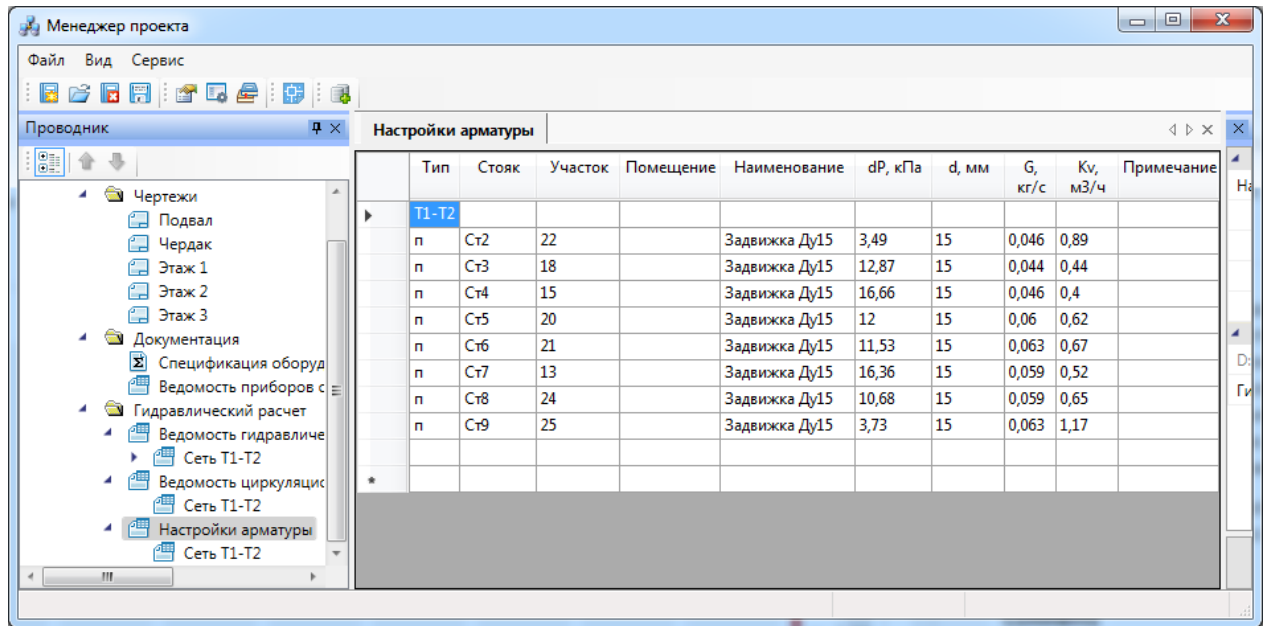 Менеджер проекта
Файл Вид Сервис
Проводник
Чертежи
Подвал
Чердак
Этаж 1
Этаж 2
Этаж 3
Документация
Спецификация оборуд
Ведомость приборов с
Гидравлический расчет
Ведомость гидравличе
Сеть Т1-Т2
Ведомость циркуляцис
Сеть Т1-Т2
Настройки арматуры
Сеть Т1-Т2
Настройки арматуры
Тип Стояк Участок Помещение Наименование dP, кПа d, мм G, кг/с Kv, м3/ч Примечание
Т1-Т2
п Ст2 22 Задвижка Ду15 3,49 15 0,046 0,89
п Ст3 18 Задвижка Ду15 12,87 15 0,044 0,44
п Ст4 15 Задвижка Ду15 16,66 15 0,046 0,4
п Ст5 20 Задвижка Ду15 12 15 0,06 0,62
п Ст6 21 Задвижка Ду15 11,53 15 0,063 0,67
п Ст7 13 Задвижка Ду15 16,36 15 0,059 0,52
п Ст8 24 Задвижка Ду15 10,68 15 0,059 0,65
п Ст9 25 Задвижка Ду15 3,73 15 0,063 1,17
*
На
D:
Ги